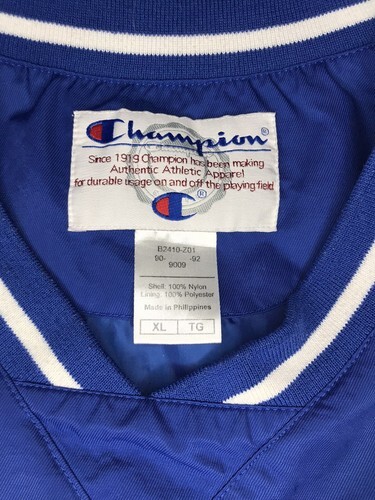 Champion®
Since 1919 Champion has been making
Authentic Athletic Apparel
for durable usage on and off the playing field.
®
B2410-Z01
90- -92
9009
Shell: 100% Nylon
Lining: 100% Polyester
Made in Philippines
XL TG